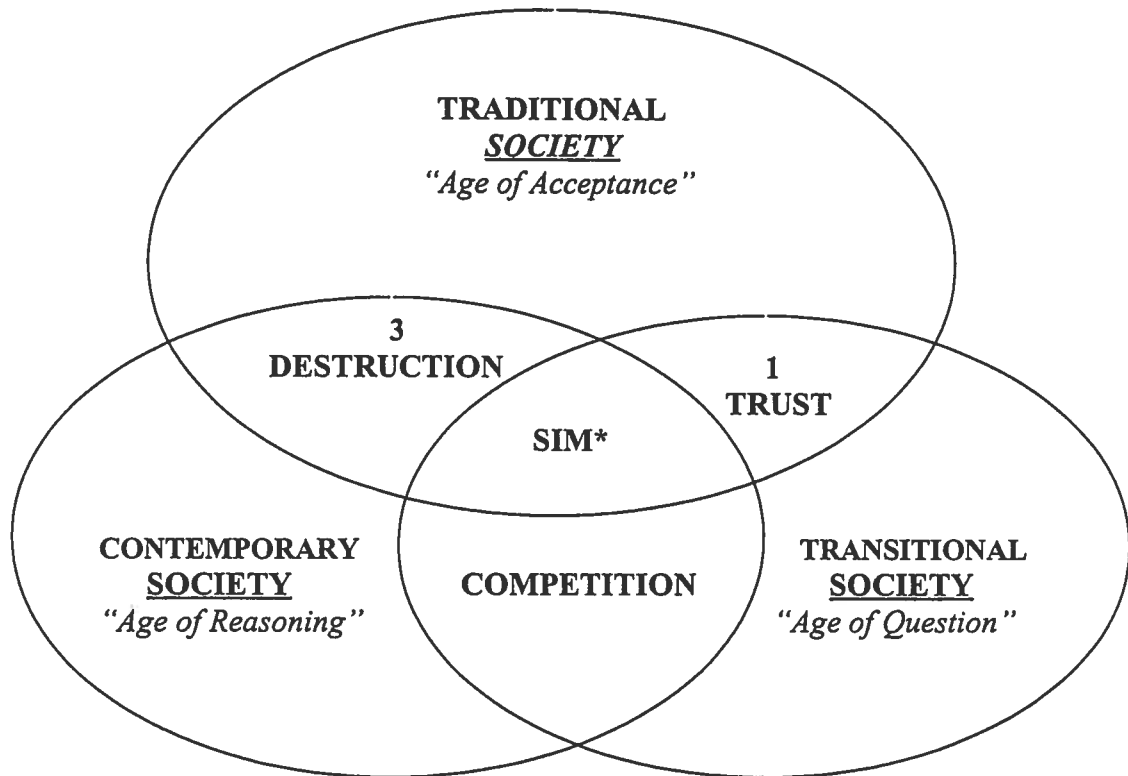 TRADITIONAL
SOCIETY
“Age of Acceptance”
3
DESTRUCTION
1
TRUST
SIM*
CONTEMPORARY
SOCIETY
“Age of Reasoning”
COMPETITION
TRANSITIONAL
SOCIETY
“Age of Question”